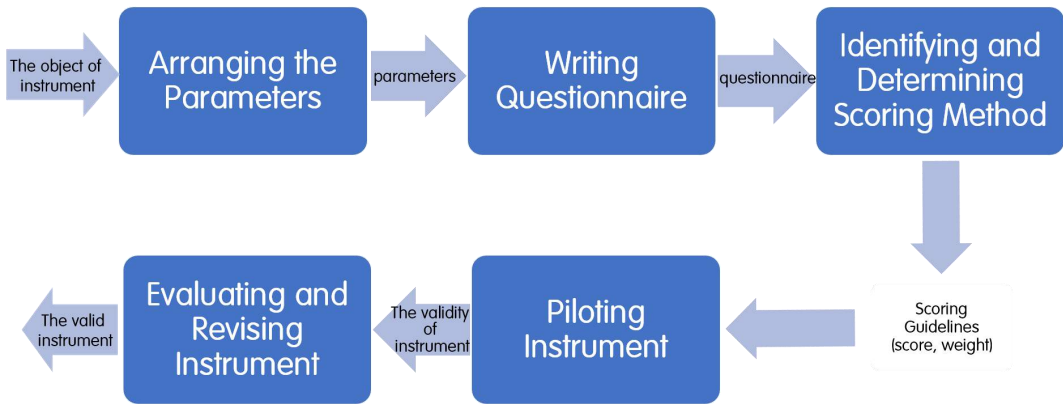 The object of
instrument
Arranging the
Parameters
parameters
Writing
Questionnaire
questionnaire
Identifying and
Determining
Scoring Method
Scoring
Guidelines
(score, weight)
Piloting
Instrument
The validity
of
instrument
Evaluating and
Revising
Instrument
The valid
instrument